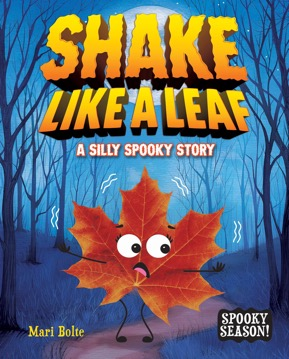 SHAKE
LIKE A LEAF
A SILLY SPOOKY STORY
Mari Bolte
SPOOKY
SEASON!